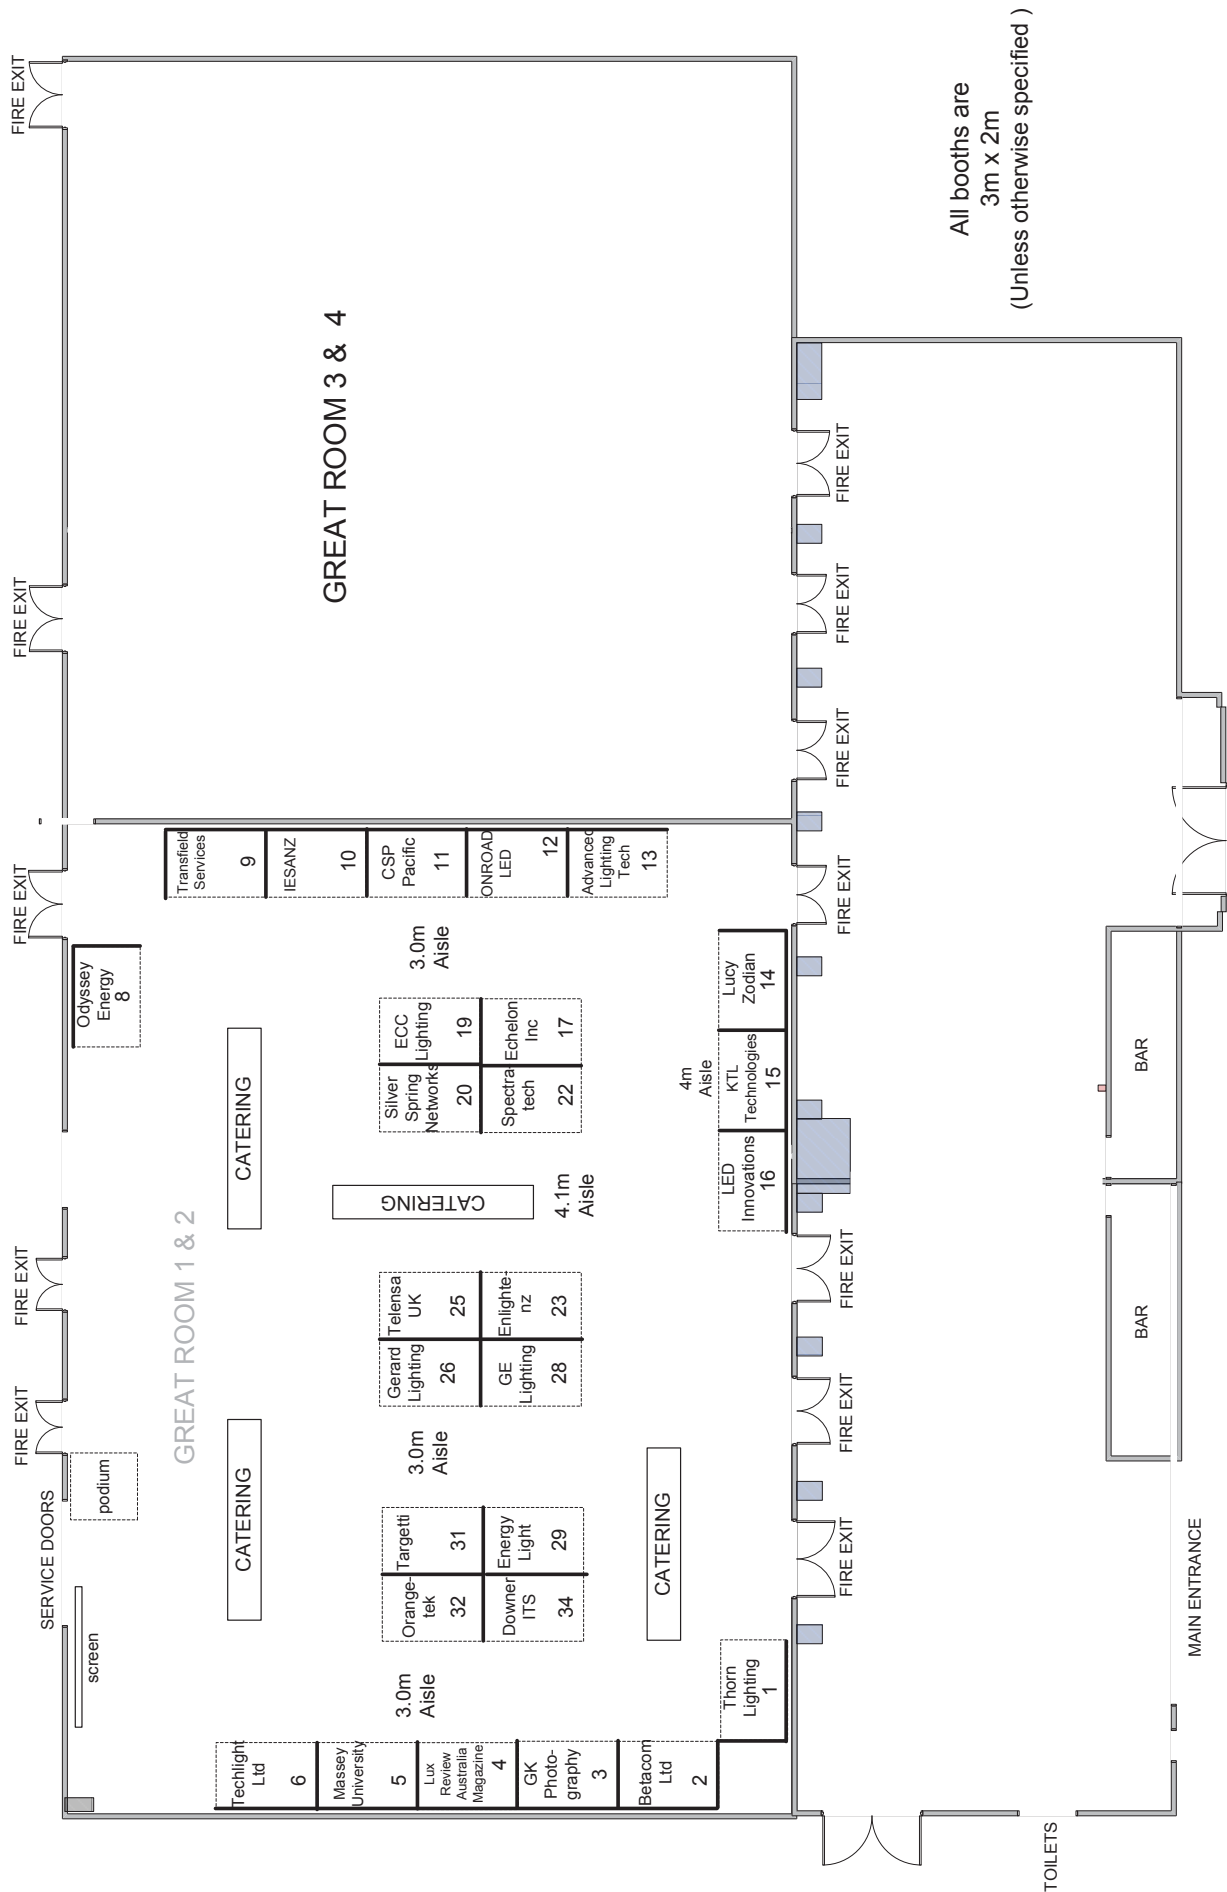 SERVICE DOORS
FIRE EXIT
FIRE EXIT
FIRE EXIT
FIRE EXIT
FIRE EXIT
screen
podium
Odyssey
Energy
8
GREAT ROOM 1 & 2
CATERING
CATERING
GREAT ROOM 3 & 4
Techlight
Ltd
6
Massey
University
5
Lux
Review
Australia
Magazine
4
GK
Photo-
graphy
3
Betacom
Ltd
2
Thorn
Lighting
1
3.0m
Aisle
Orange-
tek
32
Targetti
31
Downer
ITS
34
Energy
Light
29
CATERING
3.0m
Aisle
Gerard
Lighting
26
Telensa
UK
25
GE
Lighting
28
Enlighte-
nz
23
CATERING
4.1m
Aisle
Silver
Spring
Networks
20
ECC
Lighting
19
Spectra-
tech
22
Echelon
Inc
17
3.0m
Aisle
Transfield
Services
9
IESANZ
10
CSP
Pacific
11
ONROAD
LED
12
Advanced
Lighting
Tech
13
4m
Aisle
LED
Innovations
16
KTL
Technologies
15
Lucy
Zodian
14
FIRE EXIT
FIRE EXIT
FIRE EXIT
FIRE EXIT
FIRE EXIT
FIRE EXIT
FIRE EXIT
All booths are
3m x 2m
(Unless otherwise specified )
TOILETS
BAR
BAR
MAIN ENTRANCE